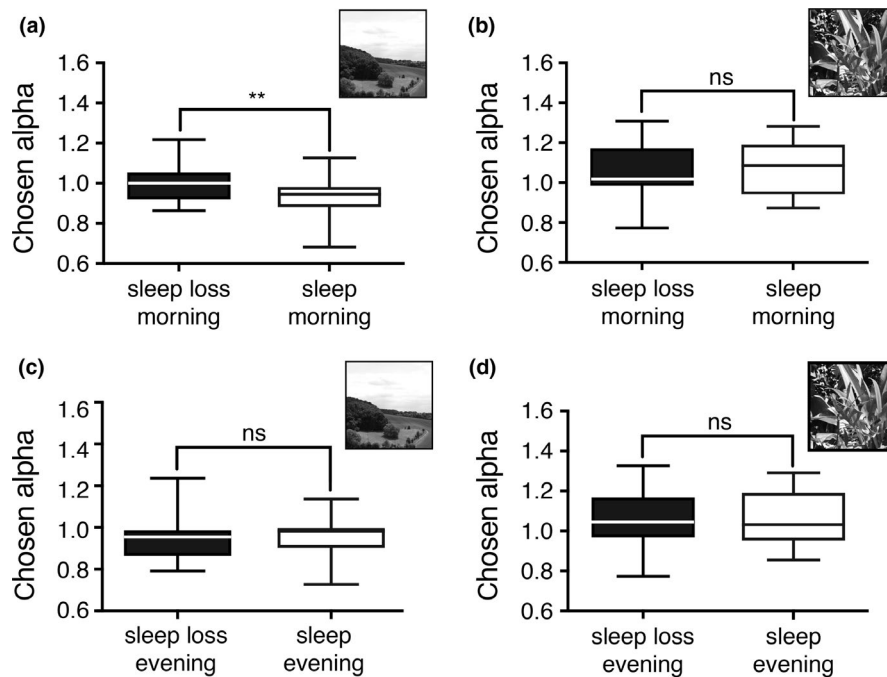 (a)
Chosen alpha
1.6
1.4
1.2
1.0
0.8
0.6
**
sleep loss
morning
sleep
morning
(b)
Chosen alpha
1.6
1.4
1.2
1.0
0.8
0.6
ns
sleep loss
morning
sleep
morning
(c)
Chosen alpha
1.6
1.4
1.2
1.0
0.8
0.6
ns
sleep loss
evening
sleep
evening
(d)
Chosen alpha
1.6
1.4
1.2
1.0
0.8
0.6
ns
sleep loss
evening
sleep
evening